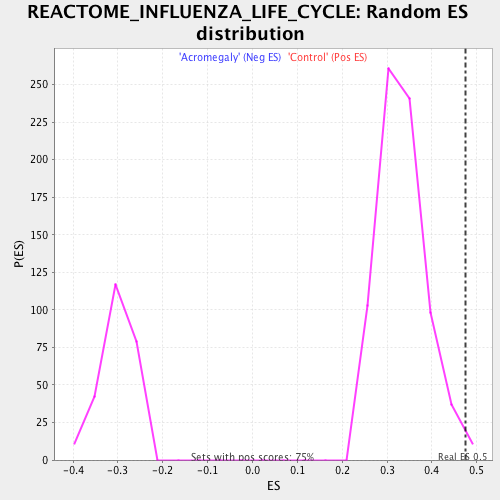 REACTOME_INFLUENZA_LIFE_CYCLE: Random ES
distribution
'Acromegaly' (Neg ES) 'Control' (Pos ES)
250
225
200
175
150
125
100
75
50
25
0
P(ES)
Sets with pos scores: 75%
Real ES 0.5
-0.4 -0.3 -0.2 -0.1 0.0 0.1 0.2 0.3 0.4 0.5
ES